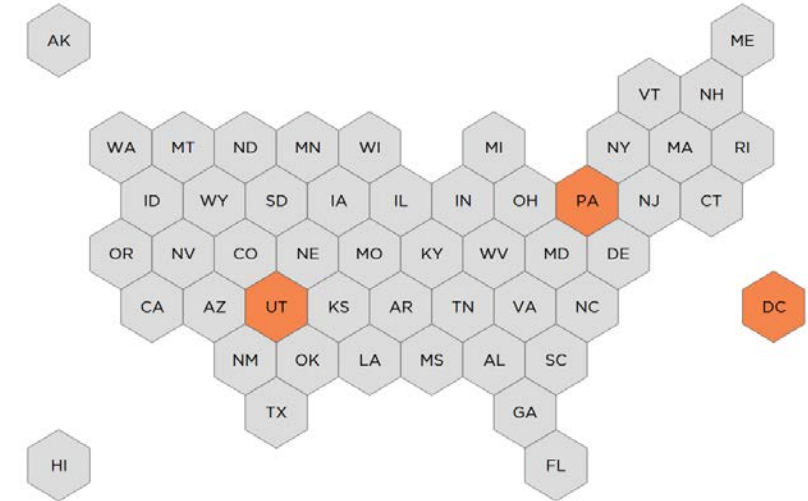 AK ME
VT NH
WA MT ND MN WI MI NY MA RI
ID WY SD IA IL IN OH PA NJ CT
OR NV CO NE MO KY WV MD DE
CA AZ UT KS AR TN VA NC DC
NM OK LA MS AL SC
TX GA
HI FL